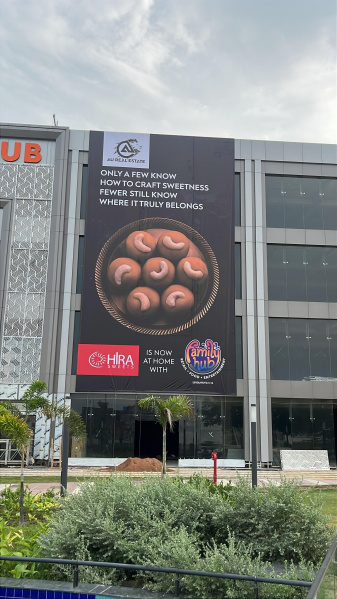 UB
AU REAL ESTATE
ONLY A FEW KNOW
HOW TO CRAFT SWEETNESS
FEWER STILL KNOW
WHERE IT TRULY BELONGS
HIRA
SWEETS
IS NOW
AT HOME
WITH
family
hub